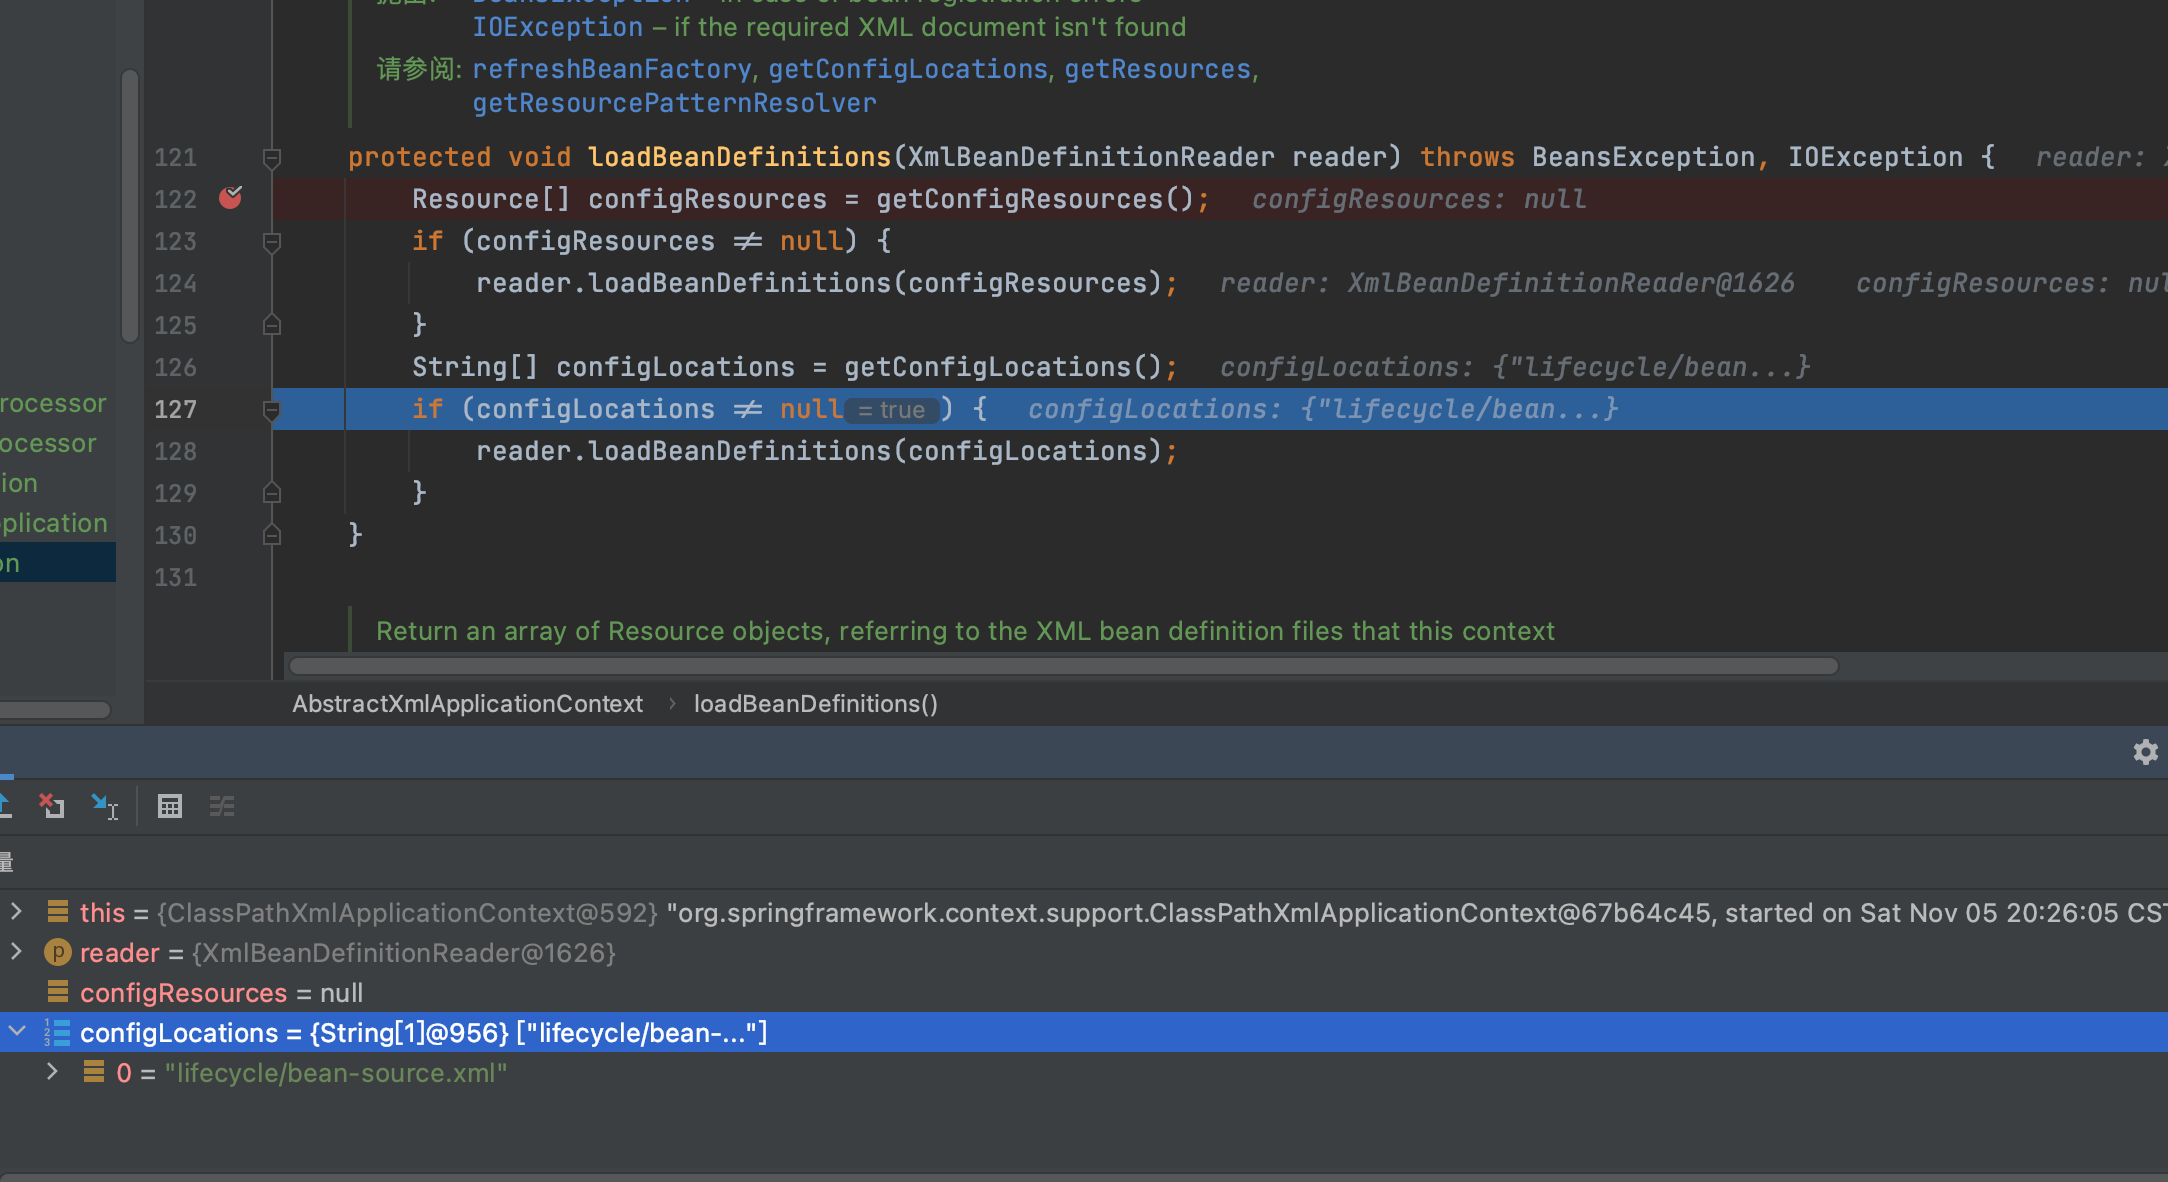 IOException – if the required XML document isn't found
请参阅: refreshBeanFactory, getConfigLocations, getResources,
getResourcePatternResolver
121 protected void loadBeanDefinitions(XmlBeanDefinitionReader reader) throws BeansException, IOException { reader:
122 Resource[] configResources = getConfigResources(); configResources: null
123 if (configResources ≠ null) {
124 reader.loadBeanDefinitions(configResources); reader: XmlBeanDefinitionReader@1626 configResources: nul
125 }
126 String[] configLocations = getConfigLocations(); configLocations: {"lifecycle/bean...}
127 if (configLocations ≠ null = true ) { configLocations: {"lifecycle/bean...}
128 reader.loadBeanDefinitions(configLocations);
129 }
130 }
131
Return an array of Resource objects, referring to the XML bean definition files that this context
rocessor
ocessor
ion
plication
on
AbstractXmlApplicationContext › loadBeanDefinitions()
量
this = {ClassPathXmlApplicationContext@592} "org.springframework.context.support.ClassPathXmlApplicationContext@67b64c45, started on Sat Nov 05 20:26:05 CST
p reader = {XmlBeanDefinitionReader@1626}
configResources = null
configLocations = {String[1]@956} ["lifecycle/bean-..."]
0 = "lifecycle/bean-source.xml"